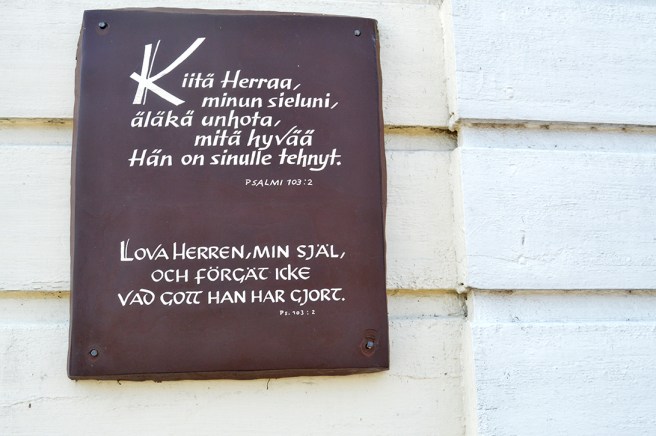 Kiitä Herraa,
minun sieluni,
äläkä unhota,
mitä hyvää
Hän on sinulle tehnyt.
PSALMI 103:2
LOVA HERREN, MIN SJÄL,
OCH FÖRGÄT ICKE
VAD GOTT HAN HAR GJORT.
Ps. 103:2